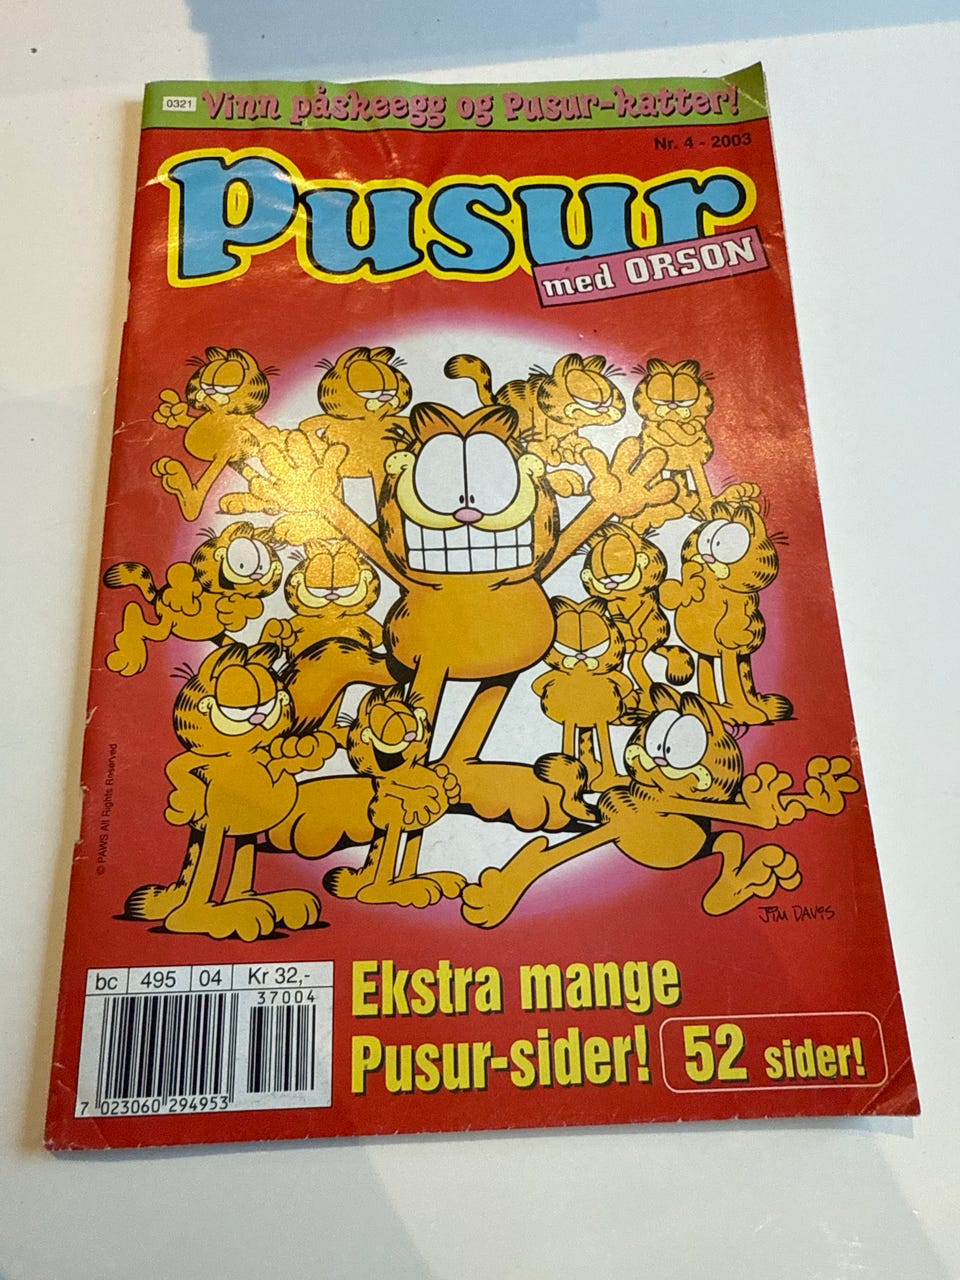 0321 Vinn påskeegg og Pusur-katter!
Nr. 4 - 2003
Pusur
med ORSON
© PAWS All Rights Reserved
JIM DAVIS
bc 495 04 Kr 32,-
37004
7 023060 294953
Ekstra mange
Pusur-sider! 52 sider!